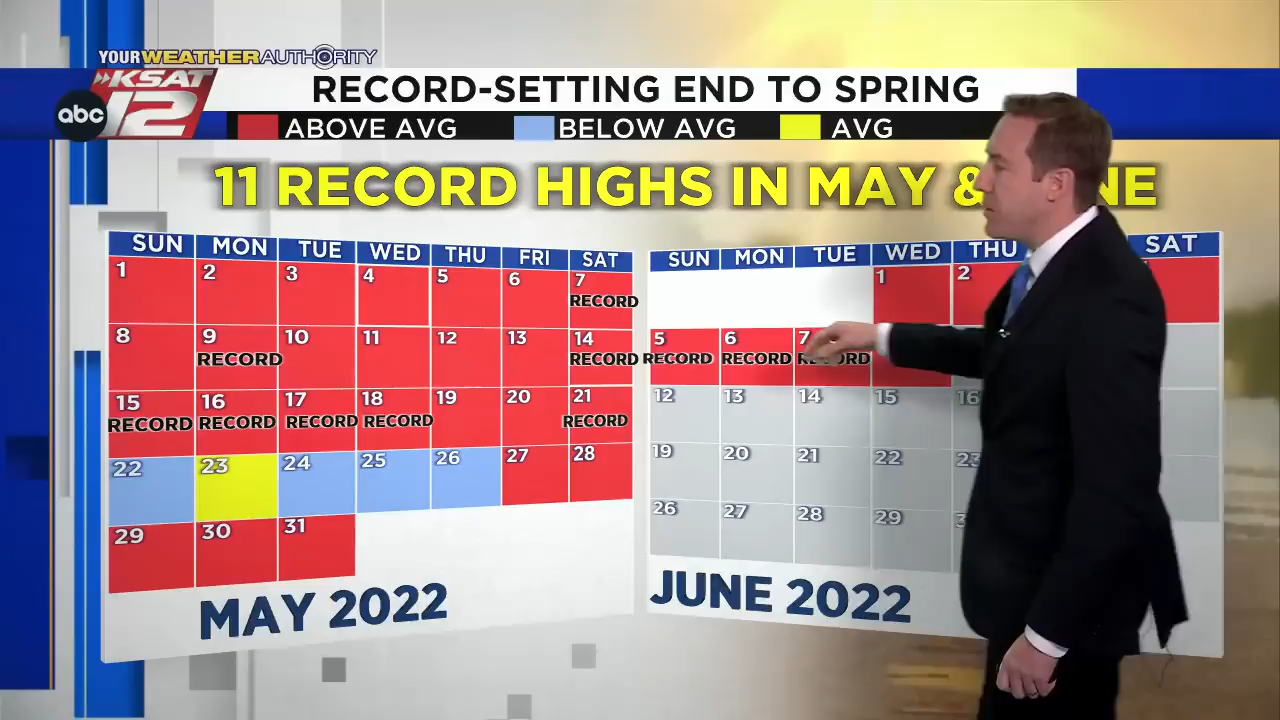 YOUR WEATHER AUTHORITY
KSAT
abc 12
RECORD-SETTING END TO SPRING
ABOVE AVG BELOW AVG AVG
11 RECORD HIGHS IN MAY & NE
SUN MON TUE WED THU FRI SAT
1 2 3 4 5 6 7
RECORD
8 9 10 11 12 13 14
RECORD RECORD
15 16 17 18 19 20 21
RECORD RECORD RECORD RECORD RECORD
22 23 24 25 26 27 28
29 30 31
MAY 2022
SUN MON TUE WED THU SAT
1 2
5 6 7
RECORD RECORD RECORD
12 13 14 15 16
19 20 21 22 23
26 27 28 29
JUNE 2022